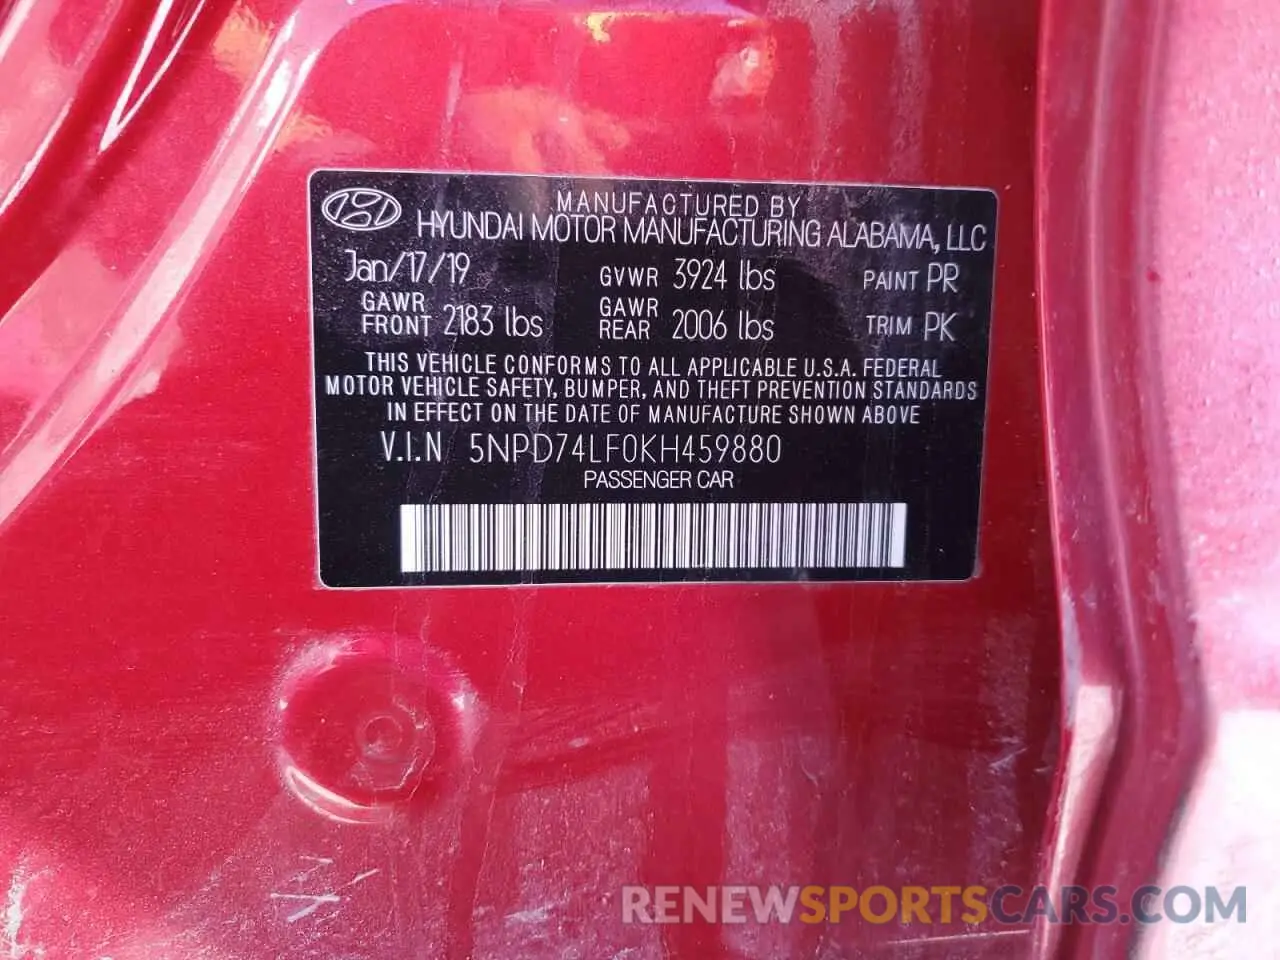 MANUFACTURED BY
HYUNDAI MOTOR MANUFACTURING ALABAMA, LLC
Jan/17/19 GVWR 3924 lbs PAINT PR
GAWR FRONT 2183 lbs GAWR REAR 2006 lbs TRIM PK
THIS VEHICLE CONFORMS TO ALL APPLICABLE U.S.A. FEDERAL
MOTOR VEHICLE SAFETY, BUMPER, AND THEFT PREVENTION STANDARDS
IN EFFECT ON THE DATE OF MANUFACTURE SHOWN ABOVE
V.I.N 5NPD74LF0KH459880
PASSENGER CAR
RENEWSPORTSCARS.COM